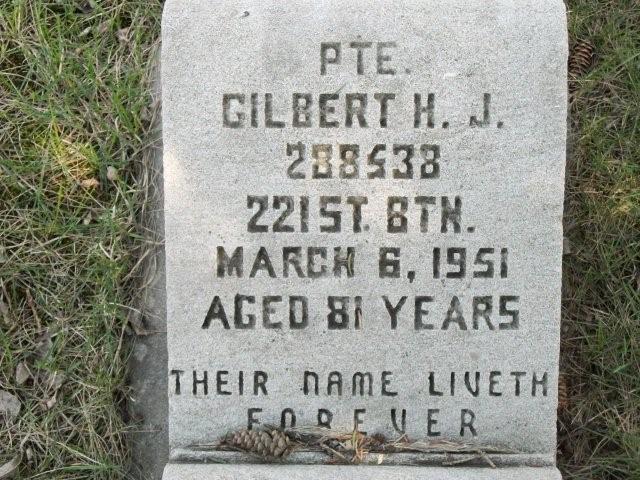 PTE.
GILBERT H. J.
288538
221ST. BTN.
MARCH 6, 1951
AGED 81 YEARS
THEIR NAME LIVETH
FOREVER